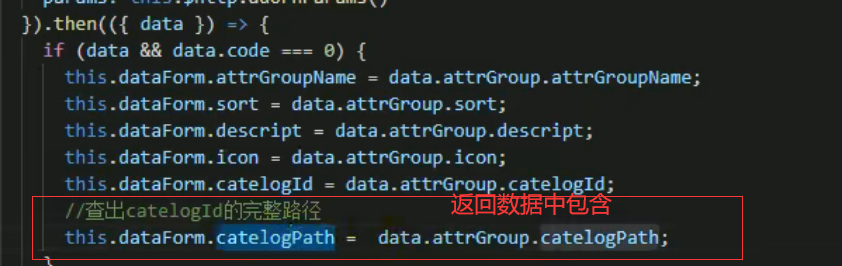 params: this.$http.adornParams()
}).then(({ data }) => {
if (data && data.code === 0) {
this.dataForm.attrGroupName = data.attrGroup.attrGroupName;
this.dataForm.sort = data.attrGroup.sort;
this.dataForm.descript = data.attrGroup.descript;
this.dataForm.icon = data.attrGroup.icon;
this.dataForm.catelogId = data.attrGroup.catelogId;
//查出catelogId的完整路径
返回数据中包含
this.dataForm.catelogPath =  data.attrGroup.catelogPath;
}